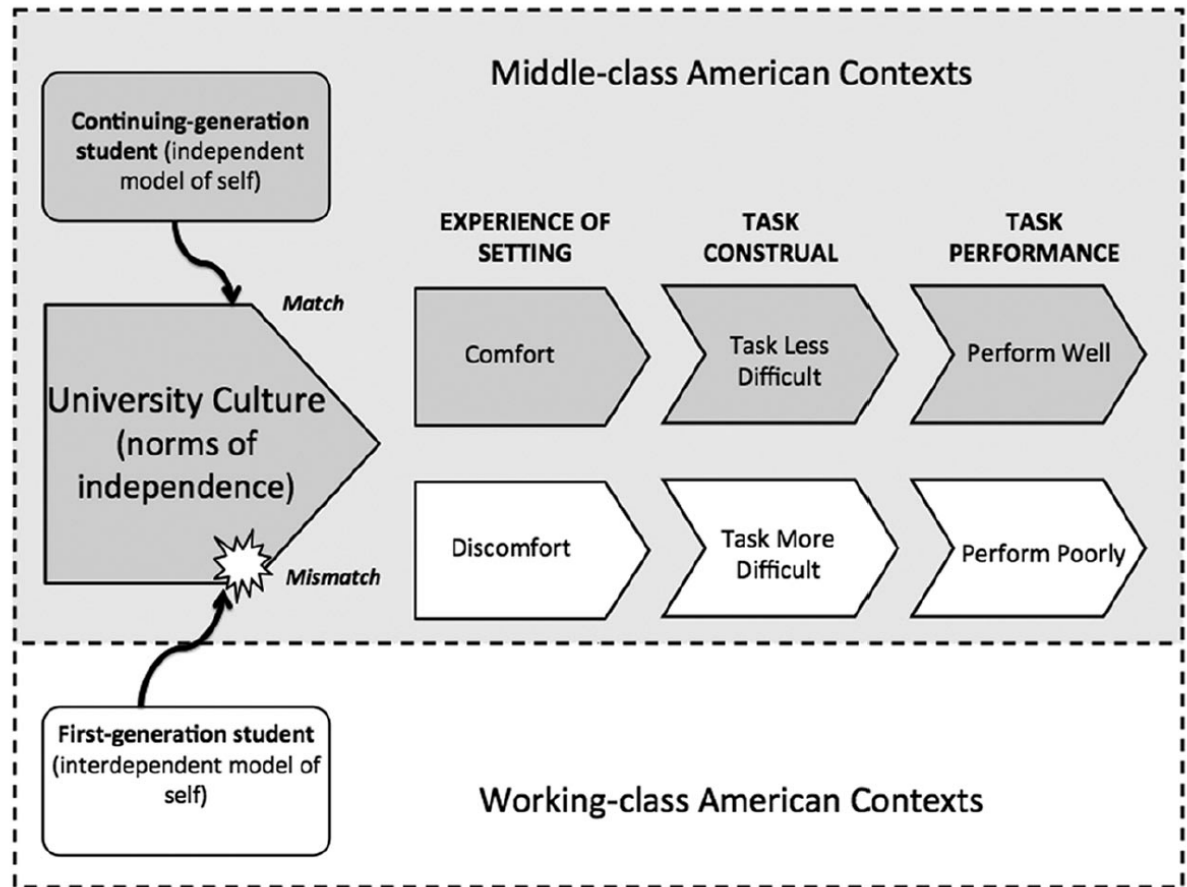 Middle-class American Contexts
Continuing-generation
student (independent
model of self)
EXPERIENCE OF
SETTING
TASK
CONSTRUAL
TASK
PERFORMANCE
Match
University Culture
(norms of
independence)
Mismatch
Comfort
Task Less
Difficult
Perform Well
Discomfort
Task More
Difficult
Perform Poorly
First-generation student
(interdependent model of
self)
Working-class American Contexts